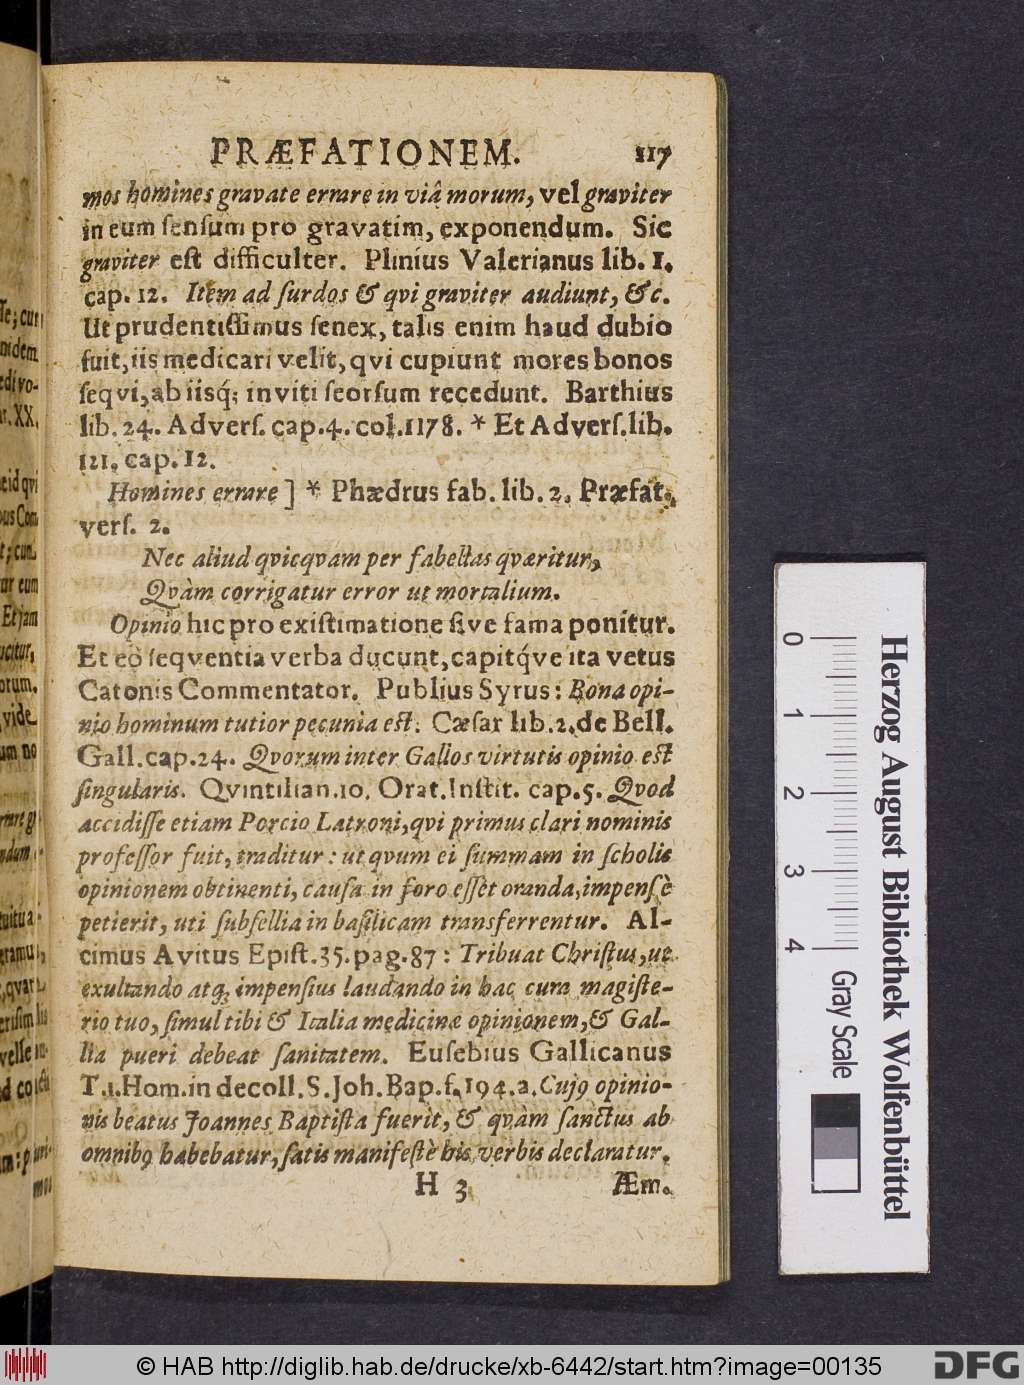 PRÆFATIONEM. 117
mos homines gravate errare in viâ morum, vel graviter
in eum ſenſum pro gravatim, exponendum. Sic
graviter eſt difficulter. Plinius Valerianus lib. 1.
cap. 12. Item ad ſurdos & qvi graviter audiunt, &c.
Ut prudentiſſimus ſenex, talis enim haud dubio
fuit, iis medicari velit, qvi cupiunt mores bonos
ſeqvi, ab iisq́; inviti ſeorſum recedunt. Barthius
lib. 24. Adverſ. cap. 4. col. 1178. * Et Adverſ. lib.
121. cap. 12.
Homines errare ] * Phædrus fab. lib. 2. Præfat.
verſ. 2.
Nec aliud qvicqvam per fabellas qværitur,
Qvàm corrigatur error ut mortalium.
Opinio hic pro exiſtimatione ſive fama ponitur.
Et eò ſeqventia verba ducunt, capitq́ve ita vetus
Catonis Commentator. Publius Syrus: Bona opi-
nio hominum tutior pecunia eſt. Cæſar lib. 2. de Bell.
Gall. cap. 24. Qvorum inter Gallos virtutis opinio eſt
ſingularis. Qvintilian. 10. Orat. Inſtit. cap. 5. Qvod
accidiſſe etiam Porcio Latroni, qvi primus clari nominis
profeſſor fuit, traditur: ut qvum ei ſummam in ſcholis
opinionem obtinenti, cauſa in foro eſſet oranda, impenſè
petierit, uti ſubſellia in baſilicam transferrentur. Al-
cimus Avitus Epiſt. 35. pag. 87: Tribuat Chriſtus, ut
exultando atq; impenſius laudando in hac cura magiſte-
rio tuo, ſimul tibi & Italia medicinæ opinionem, & Gal-
lia pueri debeat ſanitatem. Euſebius Gallicanus
T. 1. Hom. in decoll. S. Joh. Bap. f. 194. a. Cujꝰ opinio-
nis beatus Joannes Baptiſta fuerit, & qvàm ſanctus ab
omnibꝰ habebatur, ſatis manifeſtè his verbis declaratur.
H 3 Æm.
0 1 2 3 4
Gray Scale
Herzog August Bibliothek Wolfenbüttel
© HAB http://diglib.hab.de/drucke/xb-6442/start.htm?image=00135
DFG